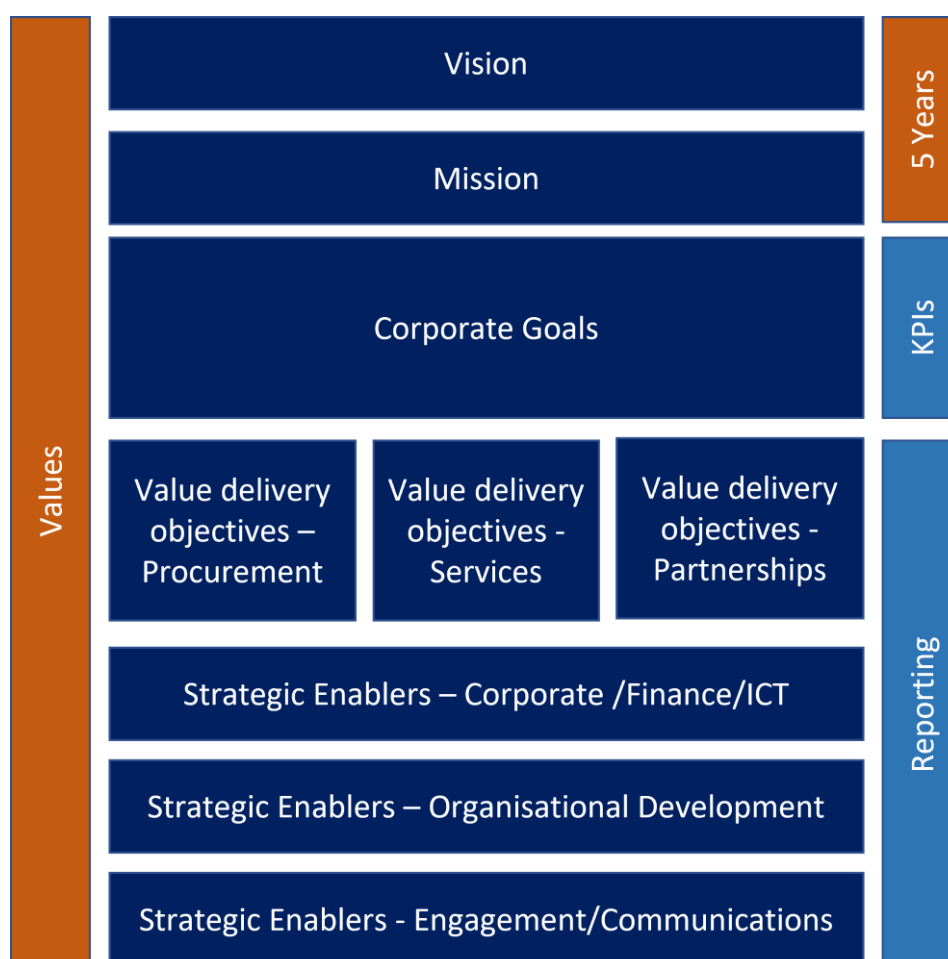 Vision
5 Years
Mission
Corporate Goals
KPIs
Values
Value delivery
objectives –
Procurement
Value delivery
objectives -
Services
Value delivery
objectives -
Partnerships
Reporting
Strategic Enablers – Corporate /Finance/ICT
Strategic Enablers – Organisational Development
Strategic Enablers - Engagement/Communications